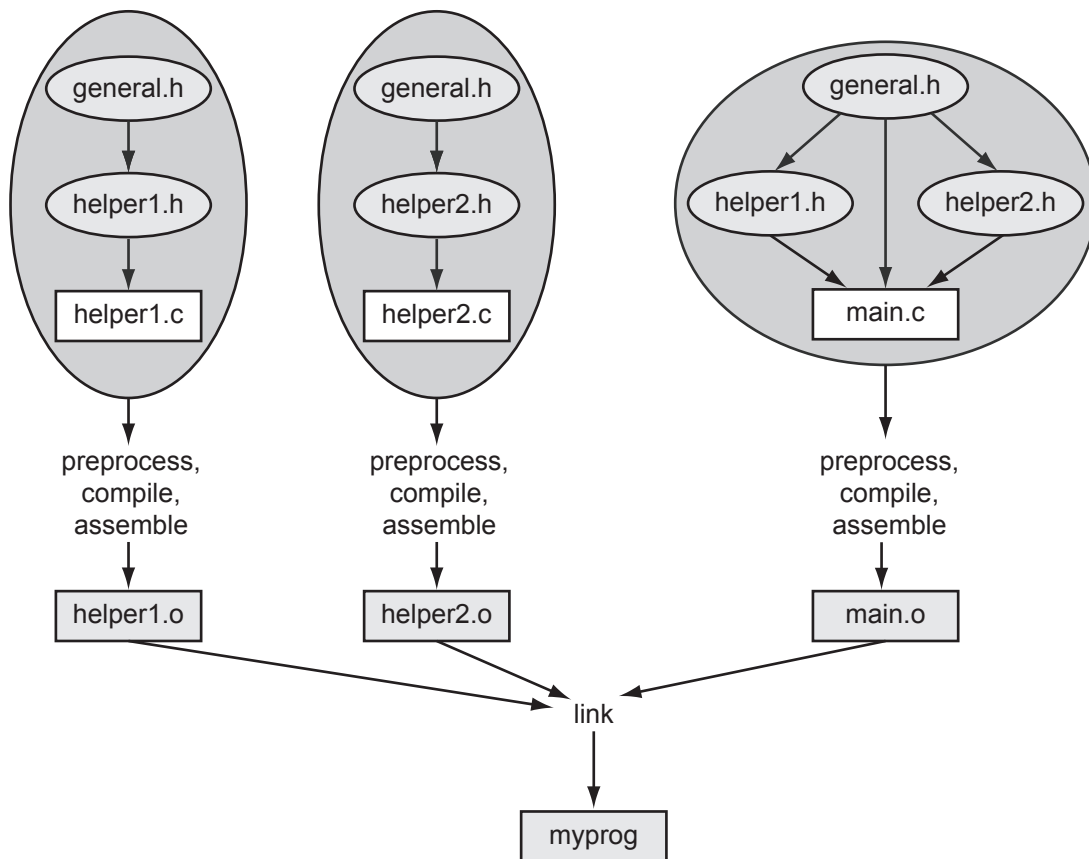 general.h
general.h
general.h
helper1.h
helper2.h
helper1.h
helper2.h
helper1.c
helper2.c
main.c
preprocess,
compile,
assemble
preprocess,
compile,
assemble
preprocess,
compile,
assemble
helper1.o
helper2.o
main.o
link
myprog